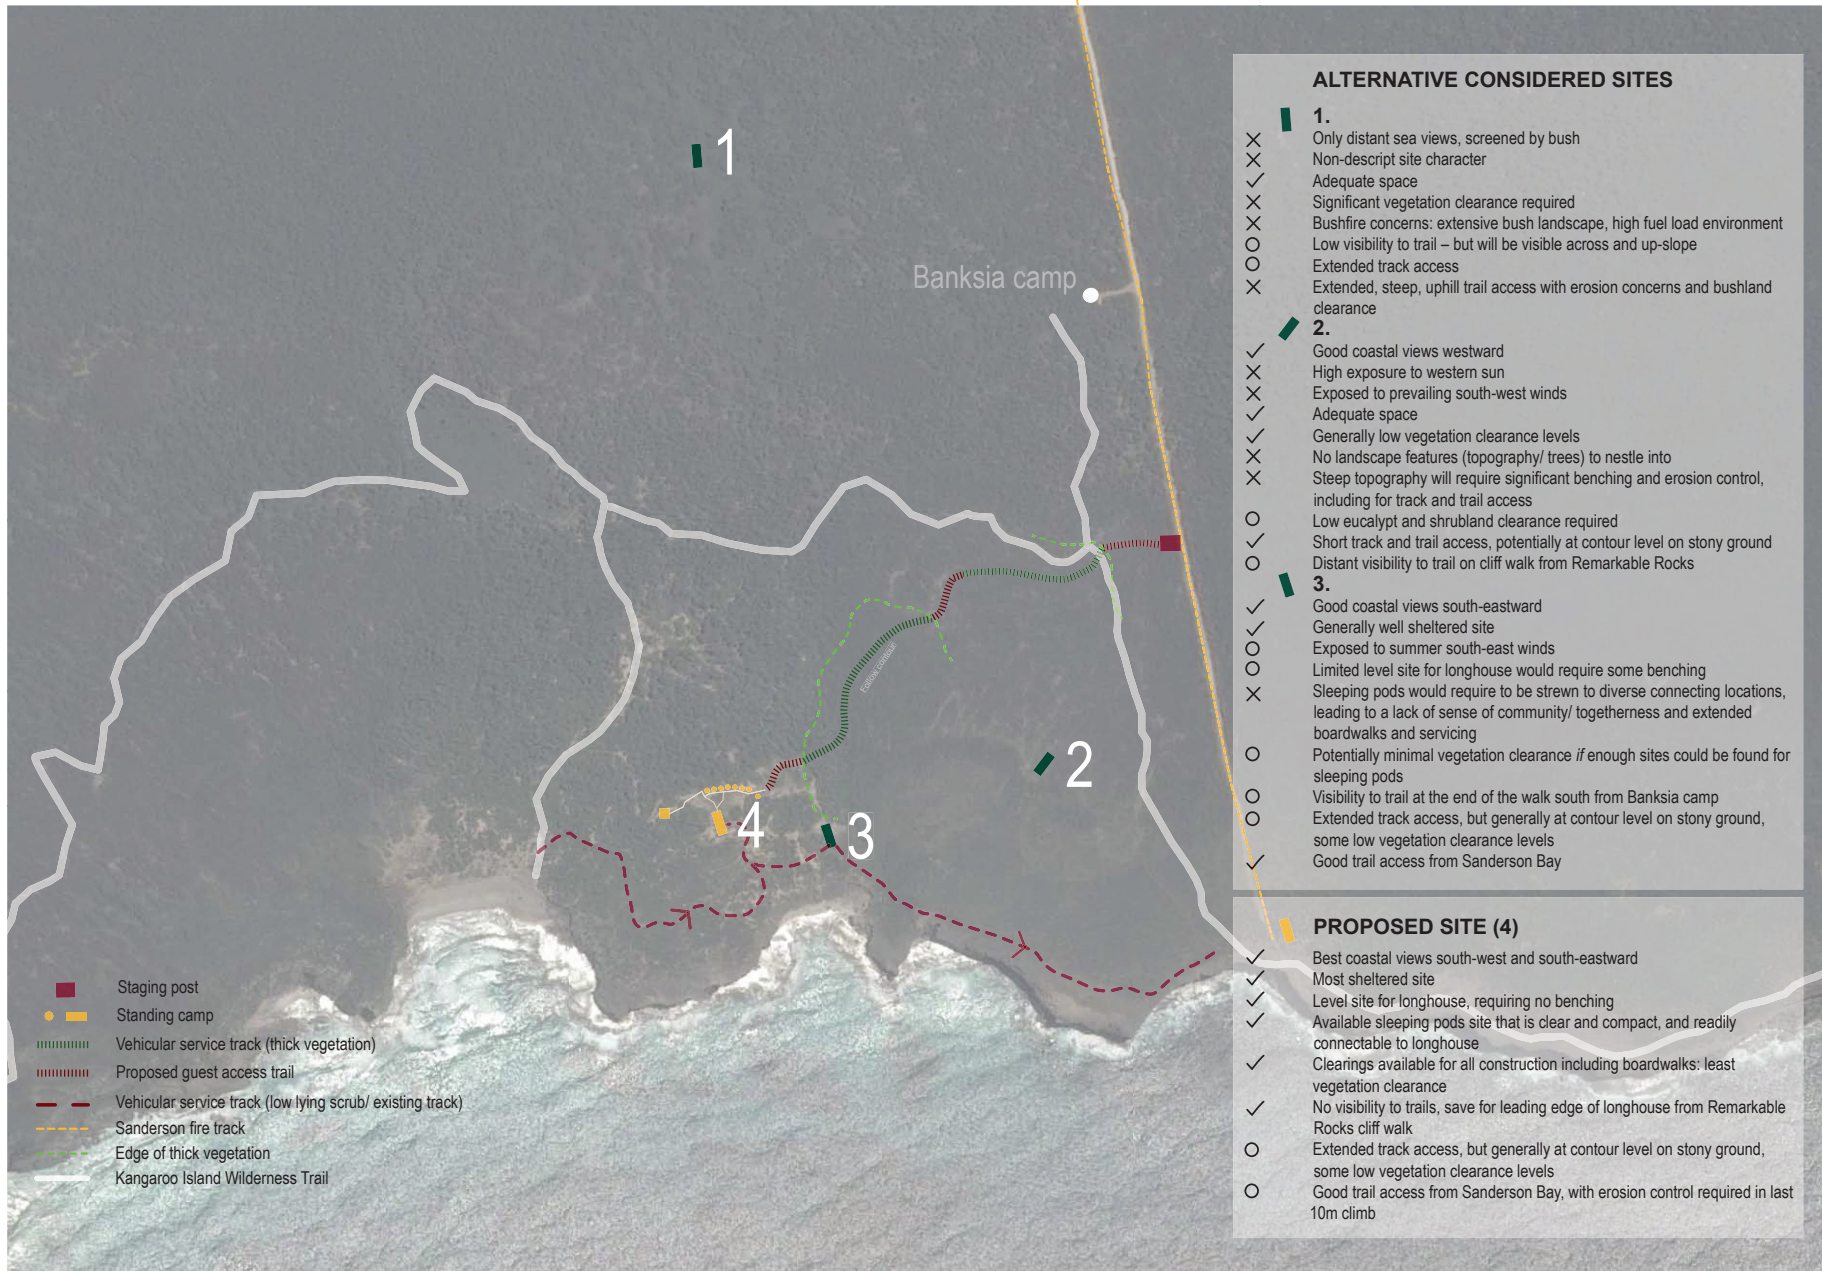 1
Banksia camp
2
3
4
Follow contour
Staging post
Standing camp
Vehicular service track (thick vegetation)
Proposed guest access trail
Vehicular service track (low lying scrub/ existing track)
Sanderson fire track
Edge of thick vegetation
Kangaroo Island Wilderness Trail
ALTERNATIVE CONSIDERED SITES
1.
Only distant sea views, screened by bush
Non-descript site character
Adequate space
Significant vegetation clearance required
Bushfire concerns: extensive bush landscape, high fuel load environment
Low visibility to trail – but will be visible across and up-slope
Extended track access
Extended, steep, uphill trail access with erosion concerns and bushland
clearance
2.
Good coastal views westward
High exposure to western sun
Exposed to prevailing south-west winds
Adequate space
Generally low vegetation clearance levels
No landscape features (topography/ trees) to nestle into
Steep topography will require significant benching and erosion control,
including for track and trail access
Low eucalypt and shrubland clearance required
Short track and trail access, potentially at contour level on stony ground
Distant visibility to trail on cliff walk from Remarkable Rocks
3.
Good coastal views south-eastward
Generally well sheltered site
Exposed to summer south-east winds
Limited level site for longhouse would require some benching
Sleeping pods would require to be strewn to diverse connecting locations,
leading to a lack of sense of community/ togetherness and extended
boardwalks and servicing
Potentially minimal vegetation clearance if enough sites could be found for
sleeping pods
Visibility to trail at the end of the walk south from Banksia camp
Extended track access, but generally at contour level on stony ground,
some low vegetation clearance levels
Good trail access from Sanderson Bay
PROPOSED SITE (4)
Best coastal views south-west and south-eastward
Most sheltered site
Level site for longhouse, requiring no benching
Available sleeping pods site that is clear and compact, and readily
connectable to longhouse
Clearings available for all construction including boardwalks: least
vegetation clearance
No visibility to trails, save for leading edge of longhouse from Remarkable
Rocks cliff walk
Extended track access, but generally at contour level on stony ground,
some low vegetation clearance levels
Good trail access from Sanderson Bay, with erosion control required in last
10m climb